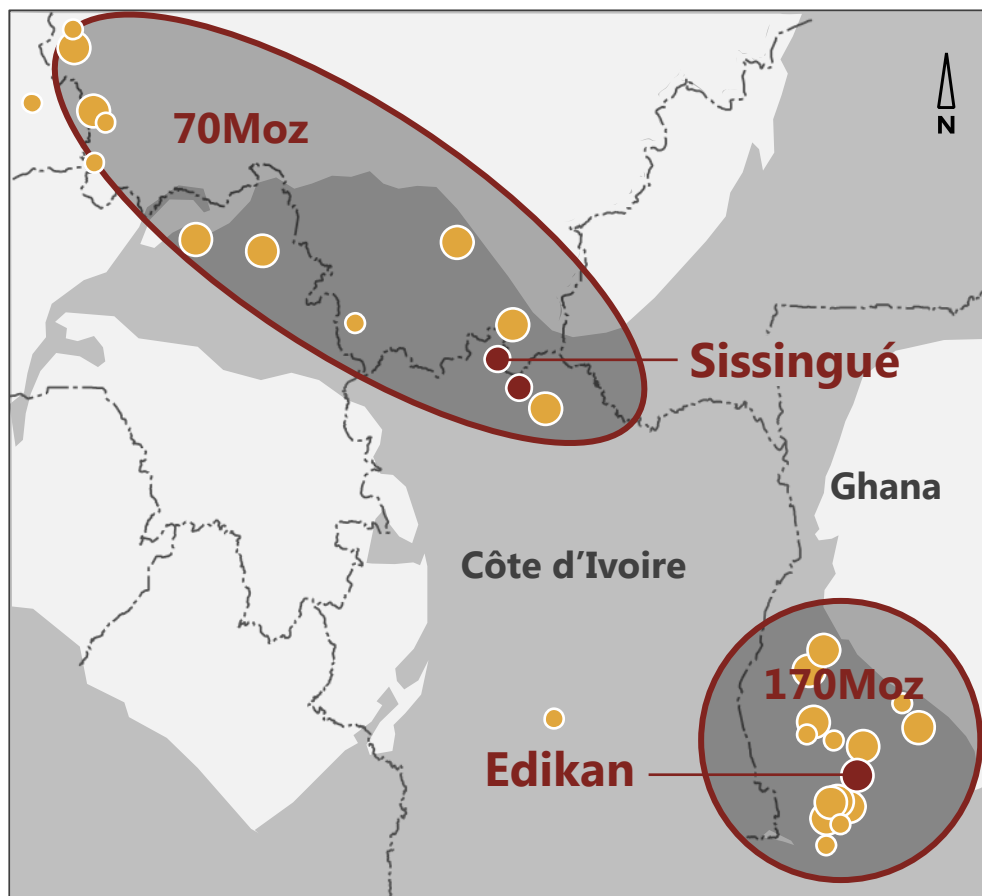 70Moz
N
Sissingué
Ghana
Côte d’Ivoire
170Moz
Edikan